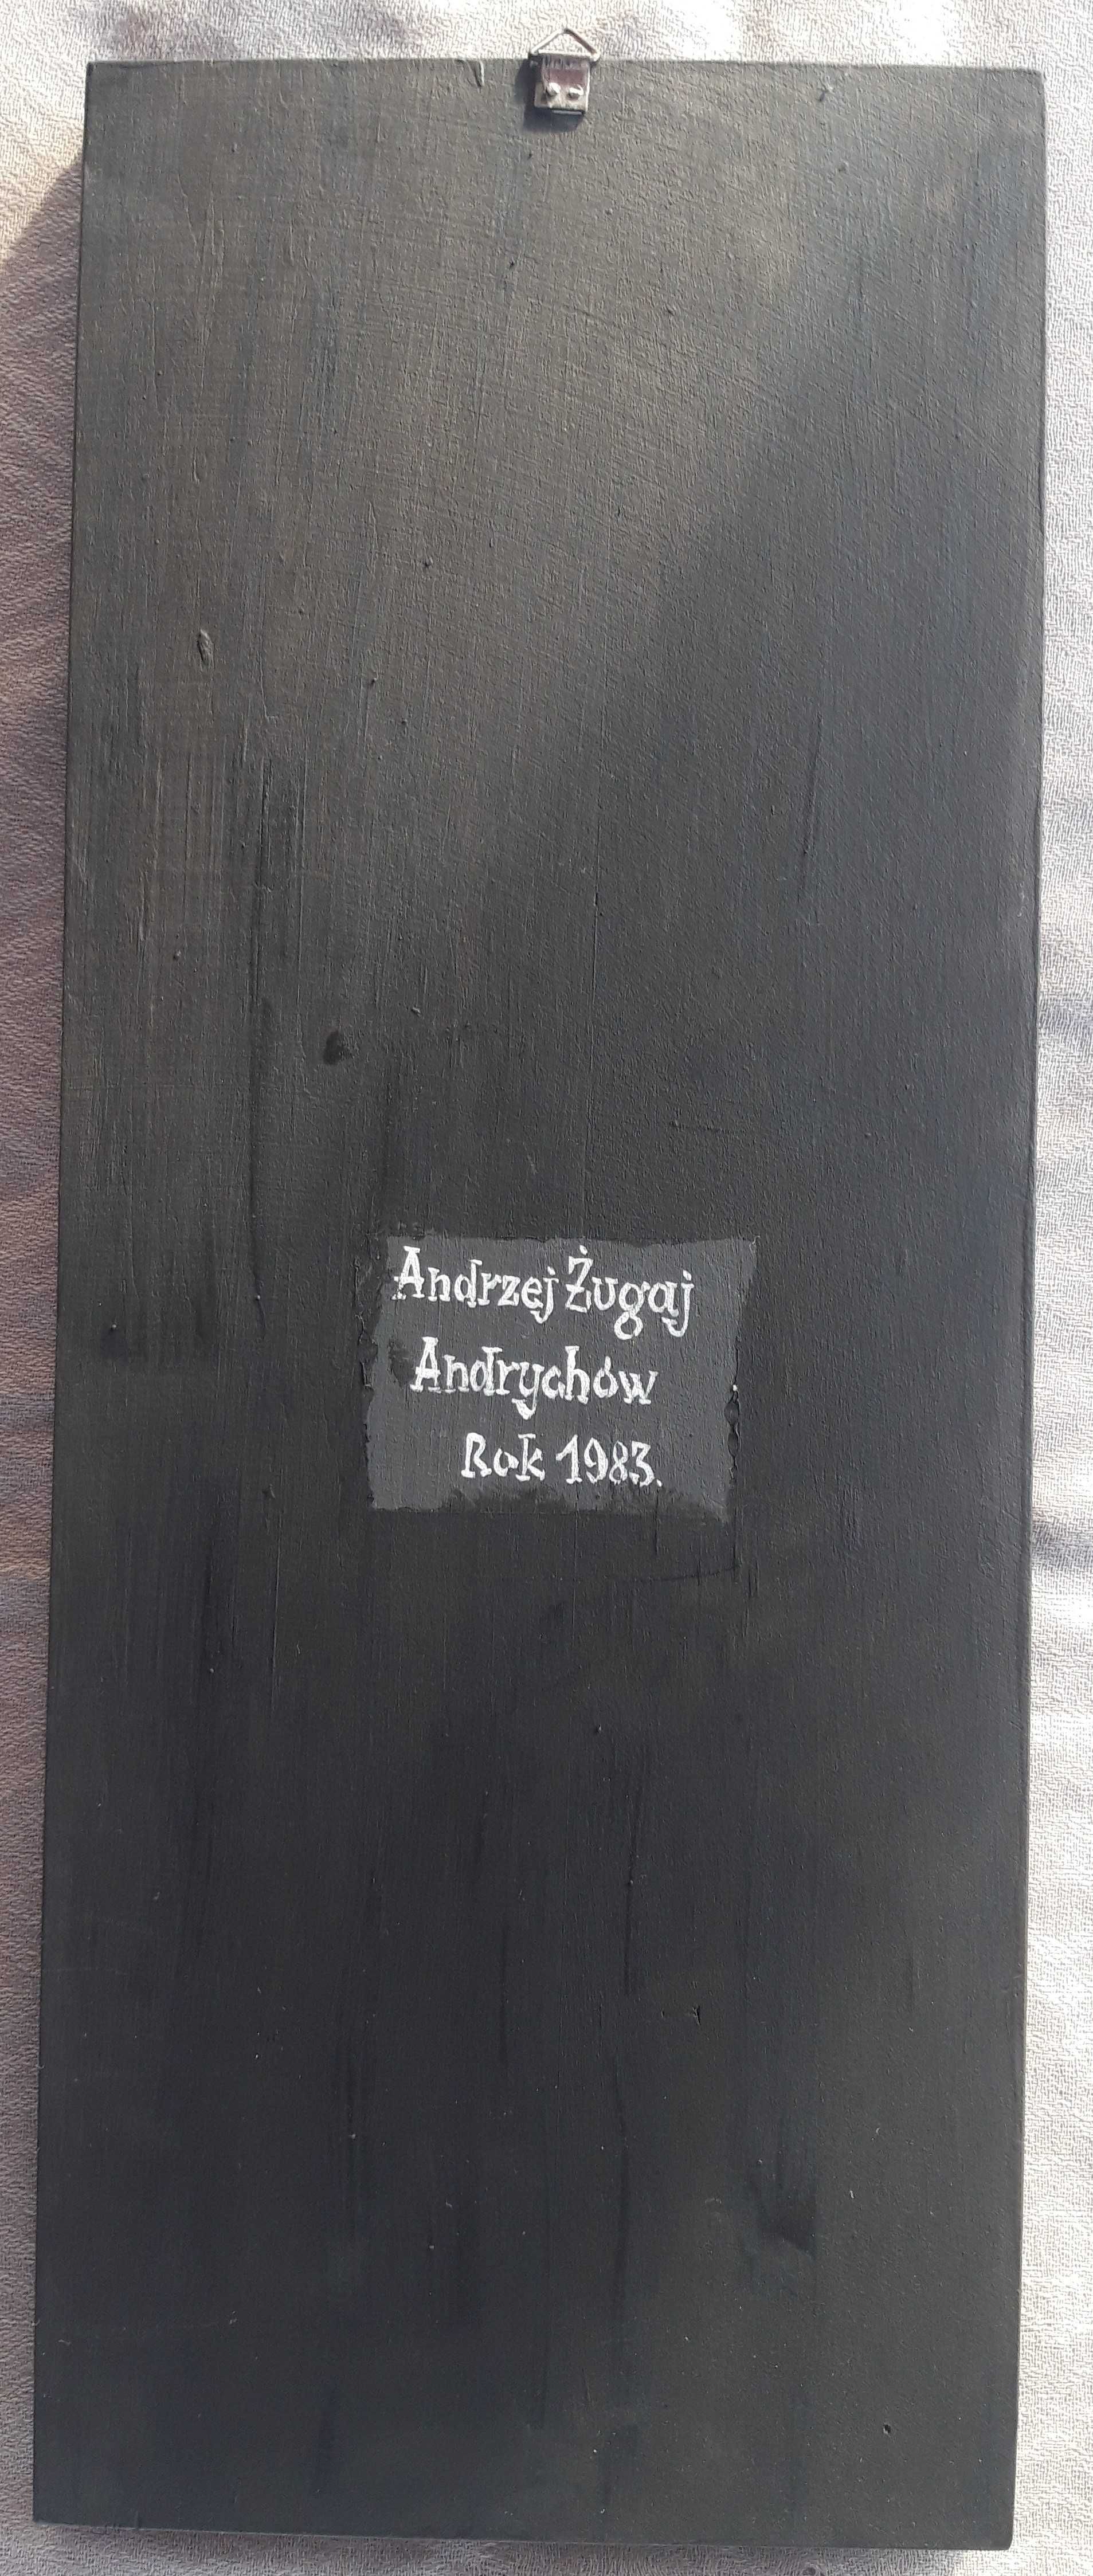 Andrzej Żugaj
Andrychów
Rok 1983.